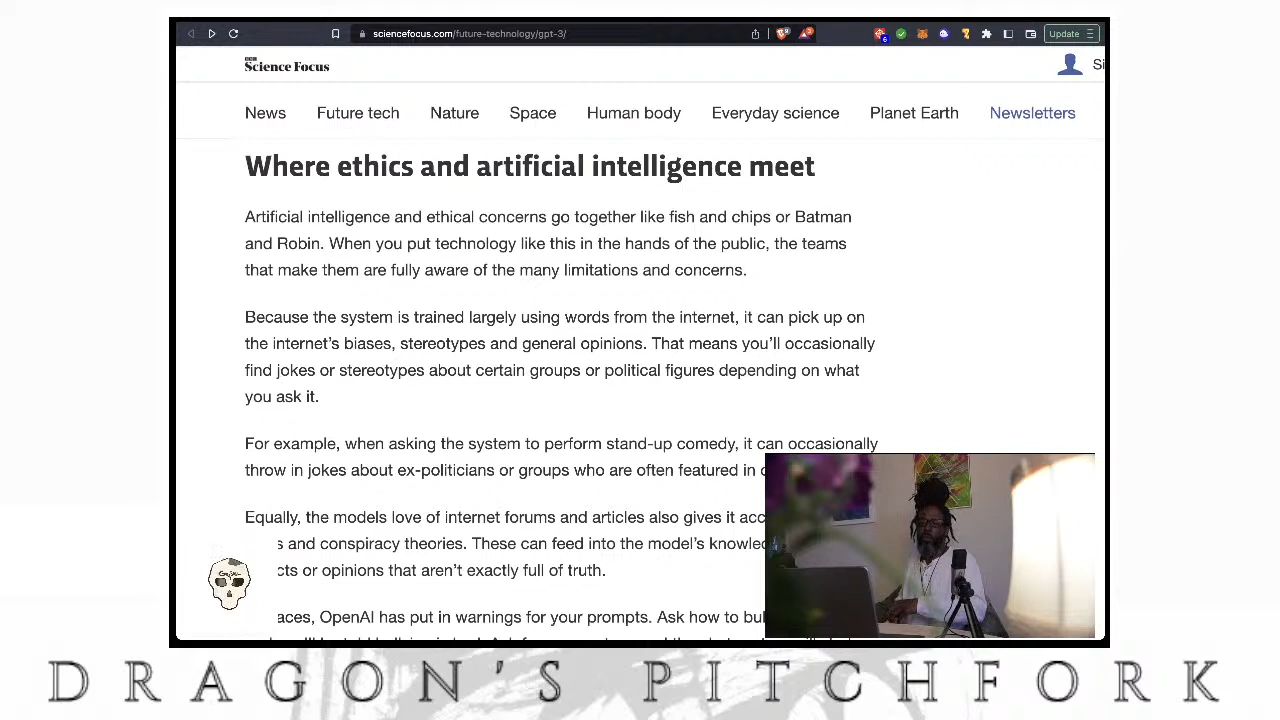 sciencefocus.com/future-technology/gpt-3/
6
Update
BBC
Science Focus
News Future tech Nature Space Human body Everyday science Planet Earth Newsletters
Where ethics and artificial intelligence meet
Artificial intelligence and ethical concerns go together like fish and chips or Batman
and Robin. When you put technology like this in the hands of the public, the teams
that make them are fully aware of the many limitations and concerns.
Because the system is trained largely using words from the internet, it can pick up on
the internet’s biases, stereotypes and general opinions. That means you’ll occasionally
find jokes or stereotypes about certain groups or political figures depending on what
you ask it.
For example, when asking the system to perform stand-up comedy, it can occasionally
throw in jokes about ex-politicians or groups who are often featured in
Equally, the models love of internet forums and articles also gives it
and conspiracy theories. These can feed into the model’s
or opinions that aren’t exactly full of truth.
OpenAI has put in warnings for your prompts. Ask how to
DRAGON'S PITCHFORK